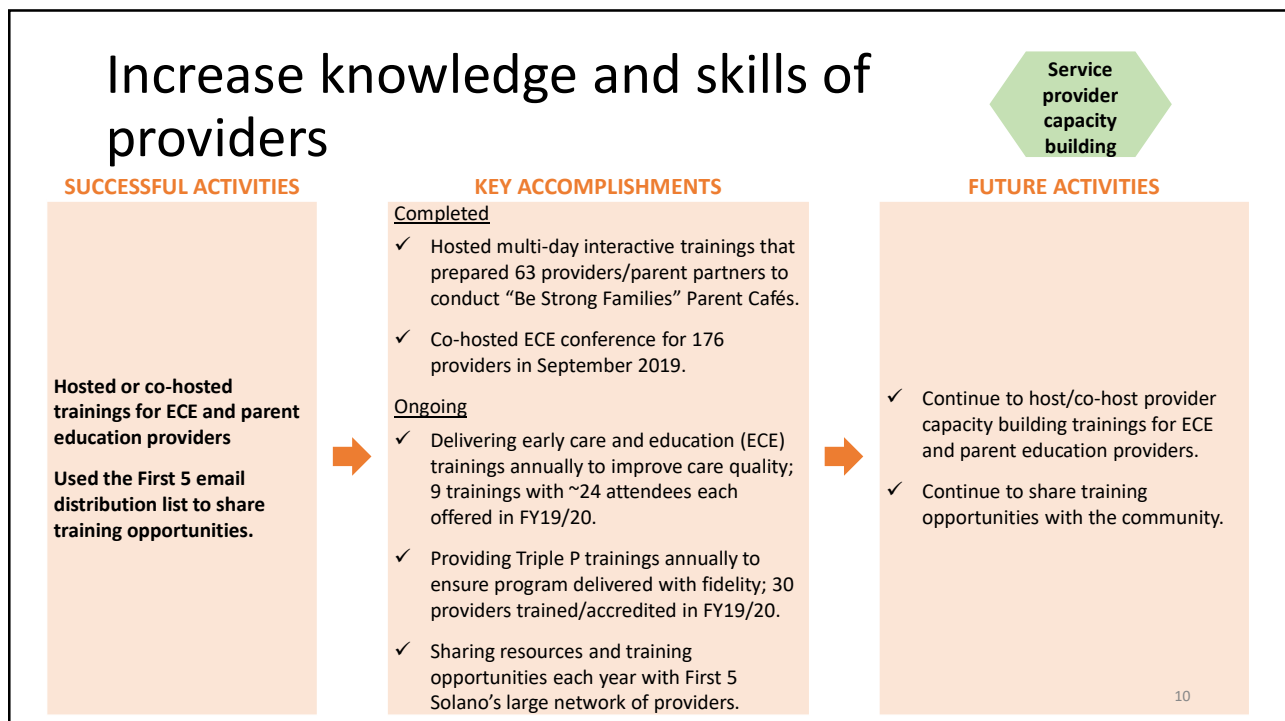 Increase knowledge and skills of
providers
Service
provider
capacity
building
SUCCESSFUL ACTIVITIES
Hosted or co-hosted
trainings for ECE and parent
education providers
Used the First 5 email
distribution list to share
training opportunities.
KEY ACCOMPLISHMENTS
Completed
✓ Hosted multi-day interactive trainings that
prepared 63 providers/parent partners to
conduct “Be Strong Families” Parent Cafés.
✓ Co-hosted ECE conference for 176
providers in September 2019.
Ongoing
✓ Delivering early care and education (ECE)
trainings annually to improve care quality;
9 trainings with ~24 attendees each
offered in FY19/20.
✓ Providing Triple P trainings annually to
ensure program delivered with fidelity; 30
providers trained/accredited in FY19/20.
✓ Sharing resources and training
opportunities each year with First 5
Solano’s large network of providers.
FUTURE ACTIVITIES
✓ Continue to host/co-host provider
capacity building trainings for ECE
and parent education providers.
✓ Continue to share training
opportunities with the community.
10